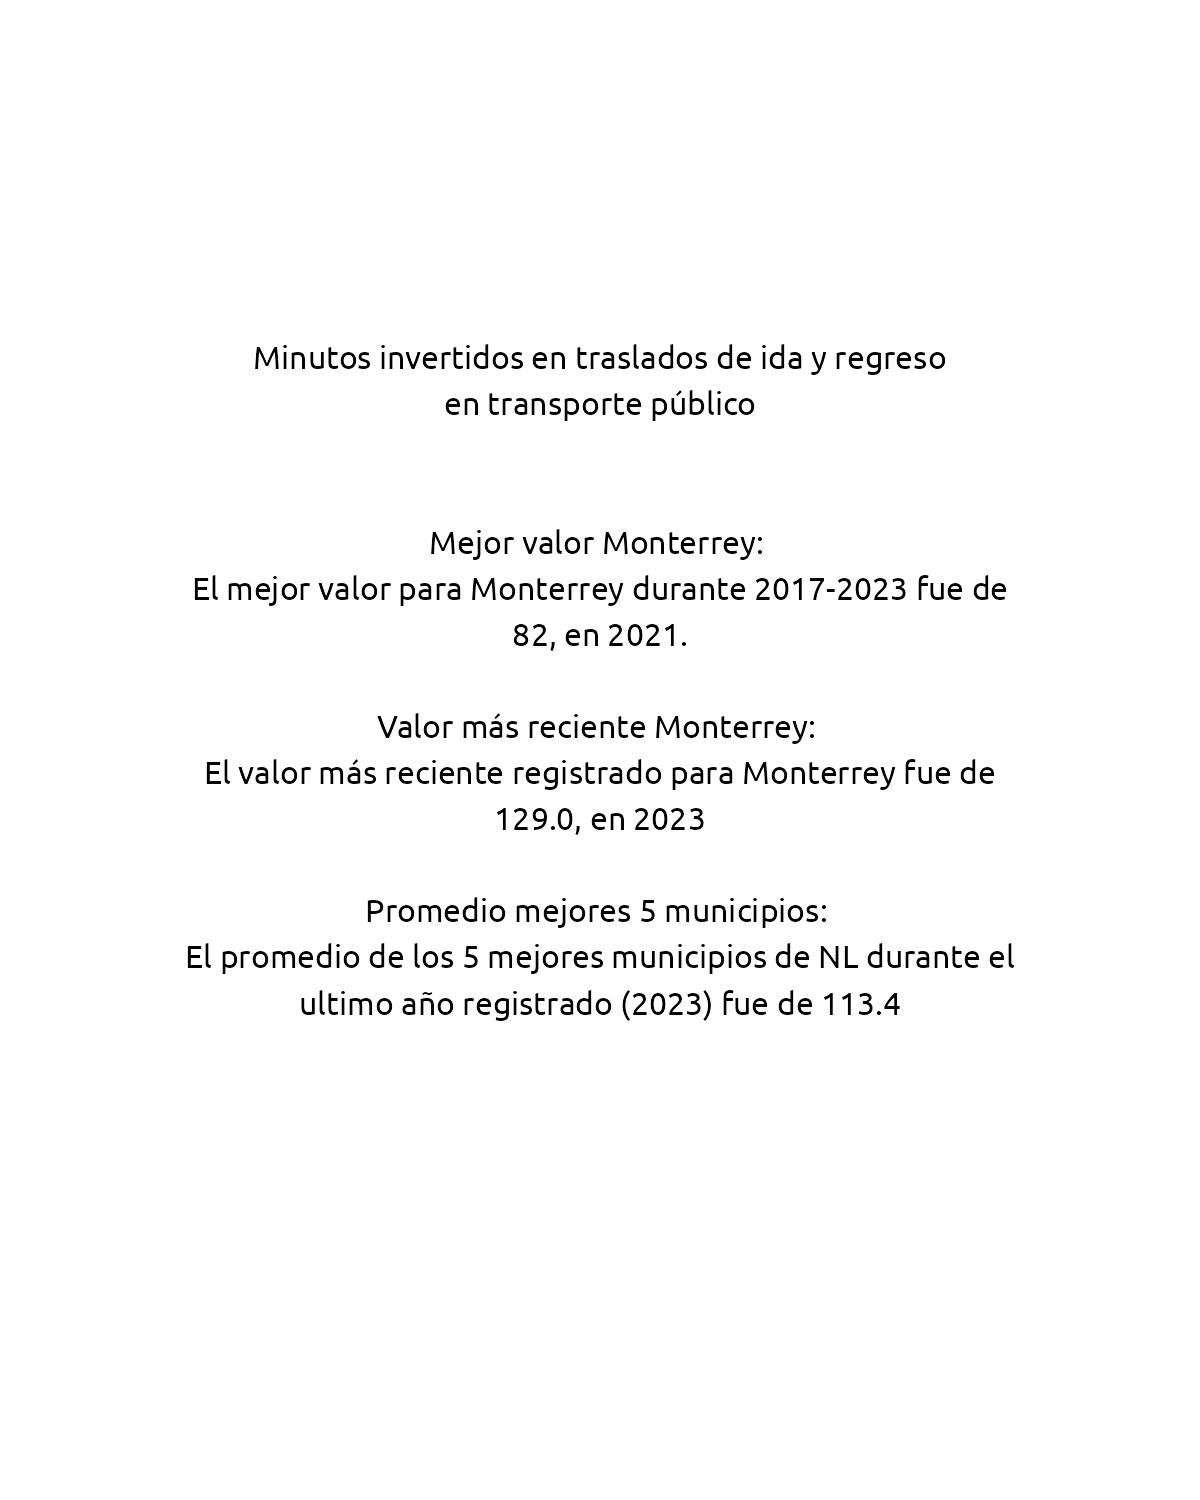 Minutos invertidos en traslados de ida y regreso
en transporte público
Mejor valor Monterrey:
El mejor valor para Monterrey durante 2017-2023 fue de
82, en 2021.
Valor más reciente Monterrey:
El valor más reciente registrado para Monterrey fue de
129.0, en 2023
Promedio mejores 5 municipios:
El promedio de los 5 mejores municipios de NL durante el
ultimo año registrado (2023) fue de 113.4